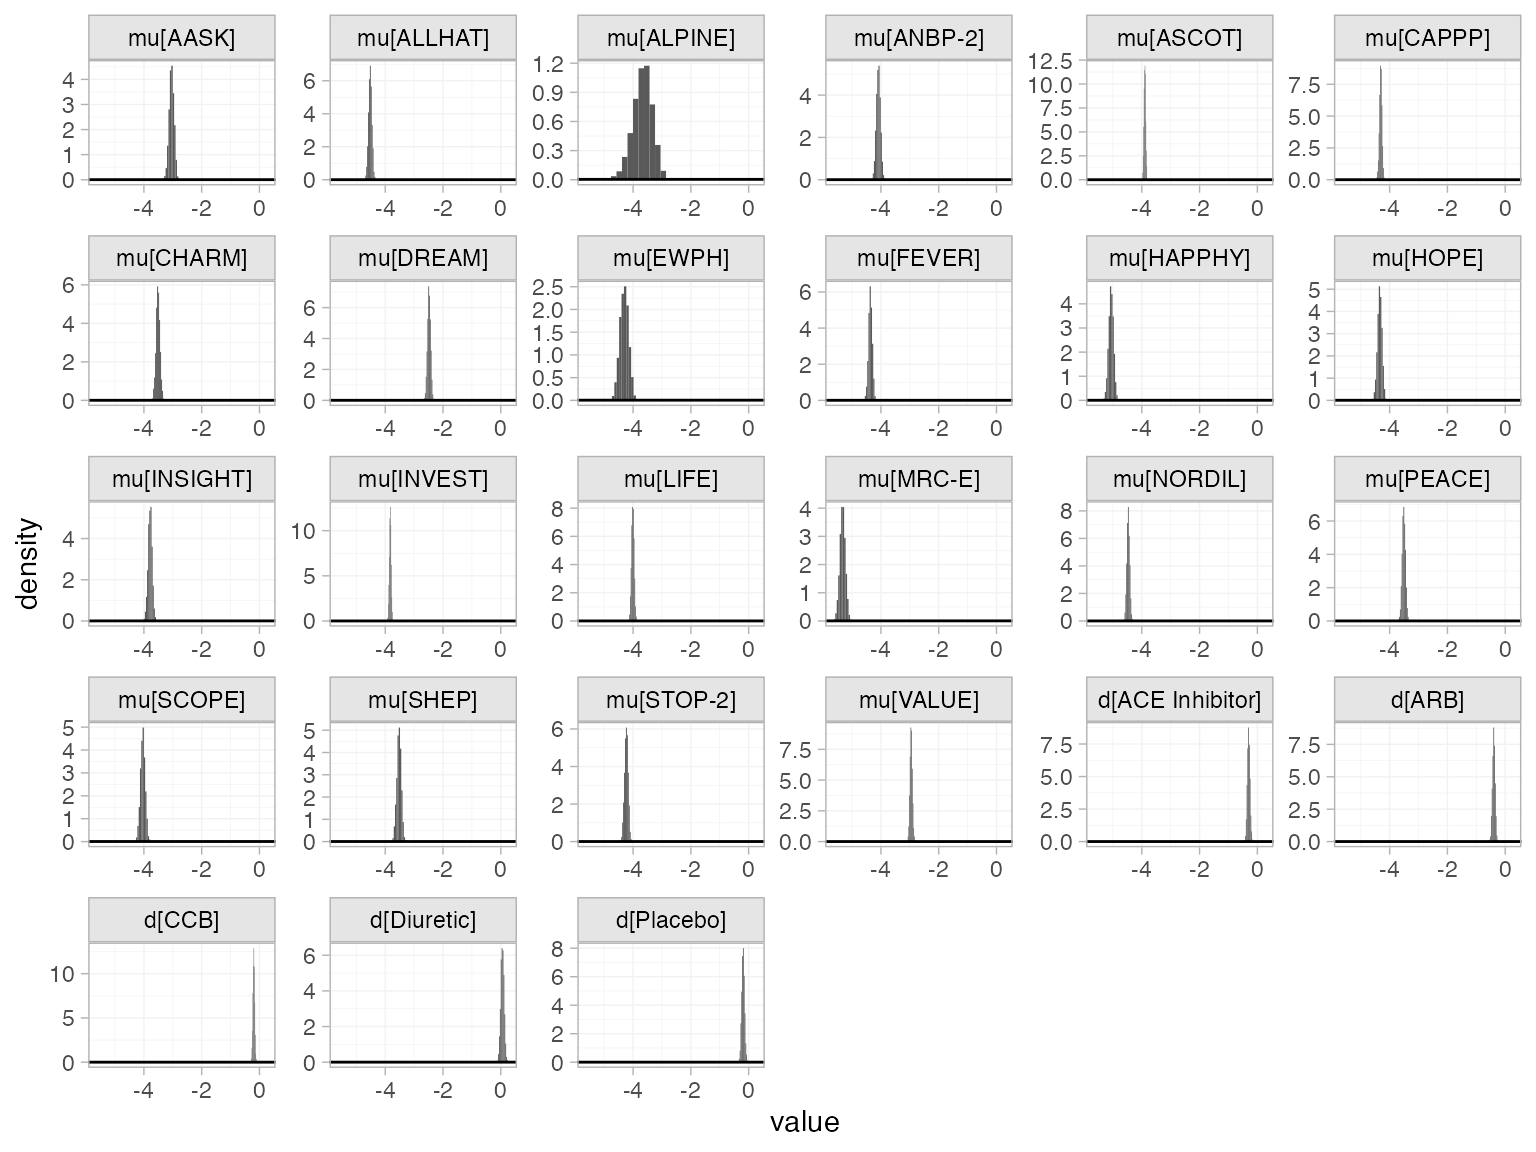 mu[AASK] mu[ALLHAT] mu[ALPINE] mu[ANBP-2] mu[ASCOT] mu[CAPPP]
4 3 2 1 0
6 4 2 0
1.2 0.9 0.6 0.3 0.0
4 2 0
12.5 10.0 7.5 5.0 2.5 0.0
7.5 5.0 2.5 0.0
-4 -2 0 -4 -2 0 -4 -2 0 -4 -2 0 -4 -2 0 -4 -2 0
mu[CHARM] mu[DREAM] mu[EWPH] mu[FEVER] mu[HAPPHY] mu[HOPE]
6 4 2 0
6 4 2 0
2.5 2.0 1.5 1.0 0.5 0.0
6 4 2 0
4 3 2 1 0
5 4 3 2 1 0
-4 -2 0 -4 -2 0 -4 -2 0 -4 -2 0 -4 -2 0 -4 -2 0
mu[INSIGHT] mu[INVEST] mu[LIFE] mu[MRC-E] mu[NORDIL] mu[PEACE]
4 2 0
10 5 0
8 6 4 2 0
4 3 2 1 0
8 6 4 2 0
6 4 2 0
-4 -2 0 -4 -2 0 -4 -2 0 -4 -2 0 -4 -2 0 -4 -2 0
mu[SCOPE] mu[SHEP] mu[STOP-2] mu[VALUE] d[ACE Inhibitor] d[ARB]
5 4 3 2 1 0
5 4 3 2 1 0
6 4 2 0
7.5 5.0 2.5 0.0
7.5 5.0 2.5 0.0
7.5 5.0 2.5 0.0
-4 -2 0 -4 -2 0 -4 -2 0 -4 -2 0 -4 -2 0 -4 -2 0
d[CCB] d[Diuretic] d[Placebo]
10 5 0
6 4 2 0
8 6 4 2 0
-4 -2 0 -4 -2 0 -4 -2 0
density
value